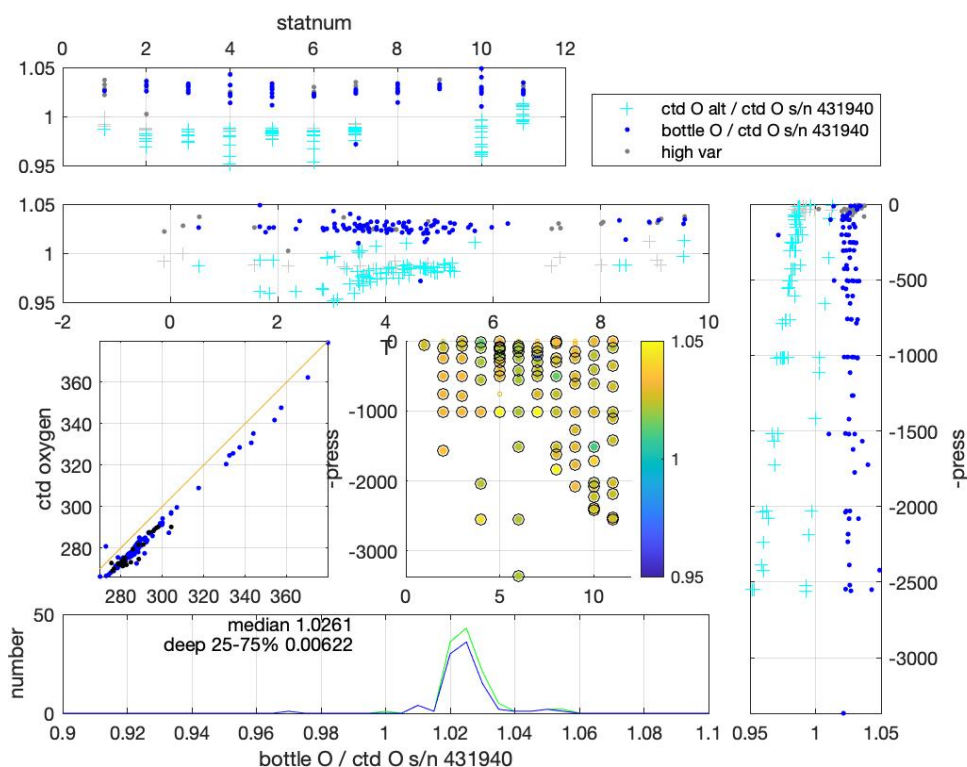 statnum
0 2 4 6 8 10 12
1.05
1
0.95
ctd O alt / ctd O s/n 431940
bottle O / ctd O s/n 431940
high var
1.05
1
0.95
-2 0 2 4 6 8 10
T
0
-500
-1000
-1500
-2000
-2500
-3000
-press
0.95 1 1.05
ctd oxygen
360
340
320
300
280
280 300 320 340 360
-press
0
-1000
-2000
-3000
0 5 10
1.05
1
0.95
number
50
0
median 1.0261
deep 25-75% 0.00622
0.9 0.92 0.94 0.96 0.98 1 1.02 1.04 1.06 1.08 1.1
bottle O / ctd O s/n 431940